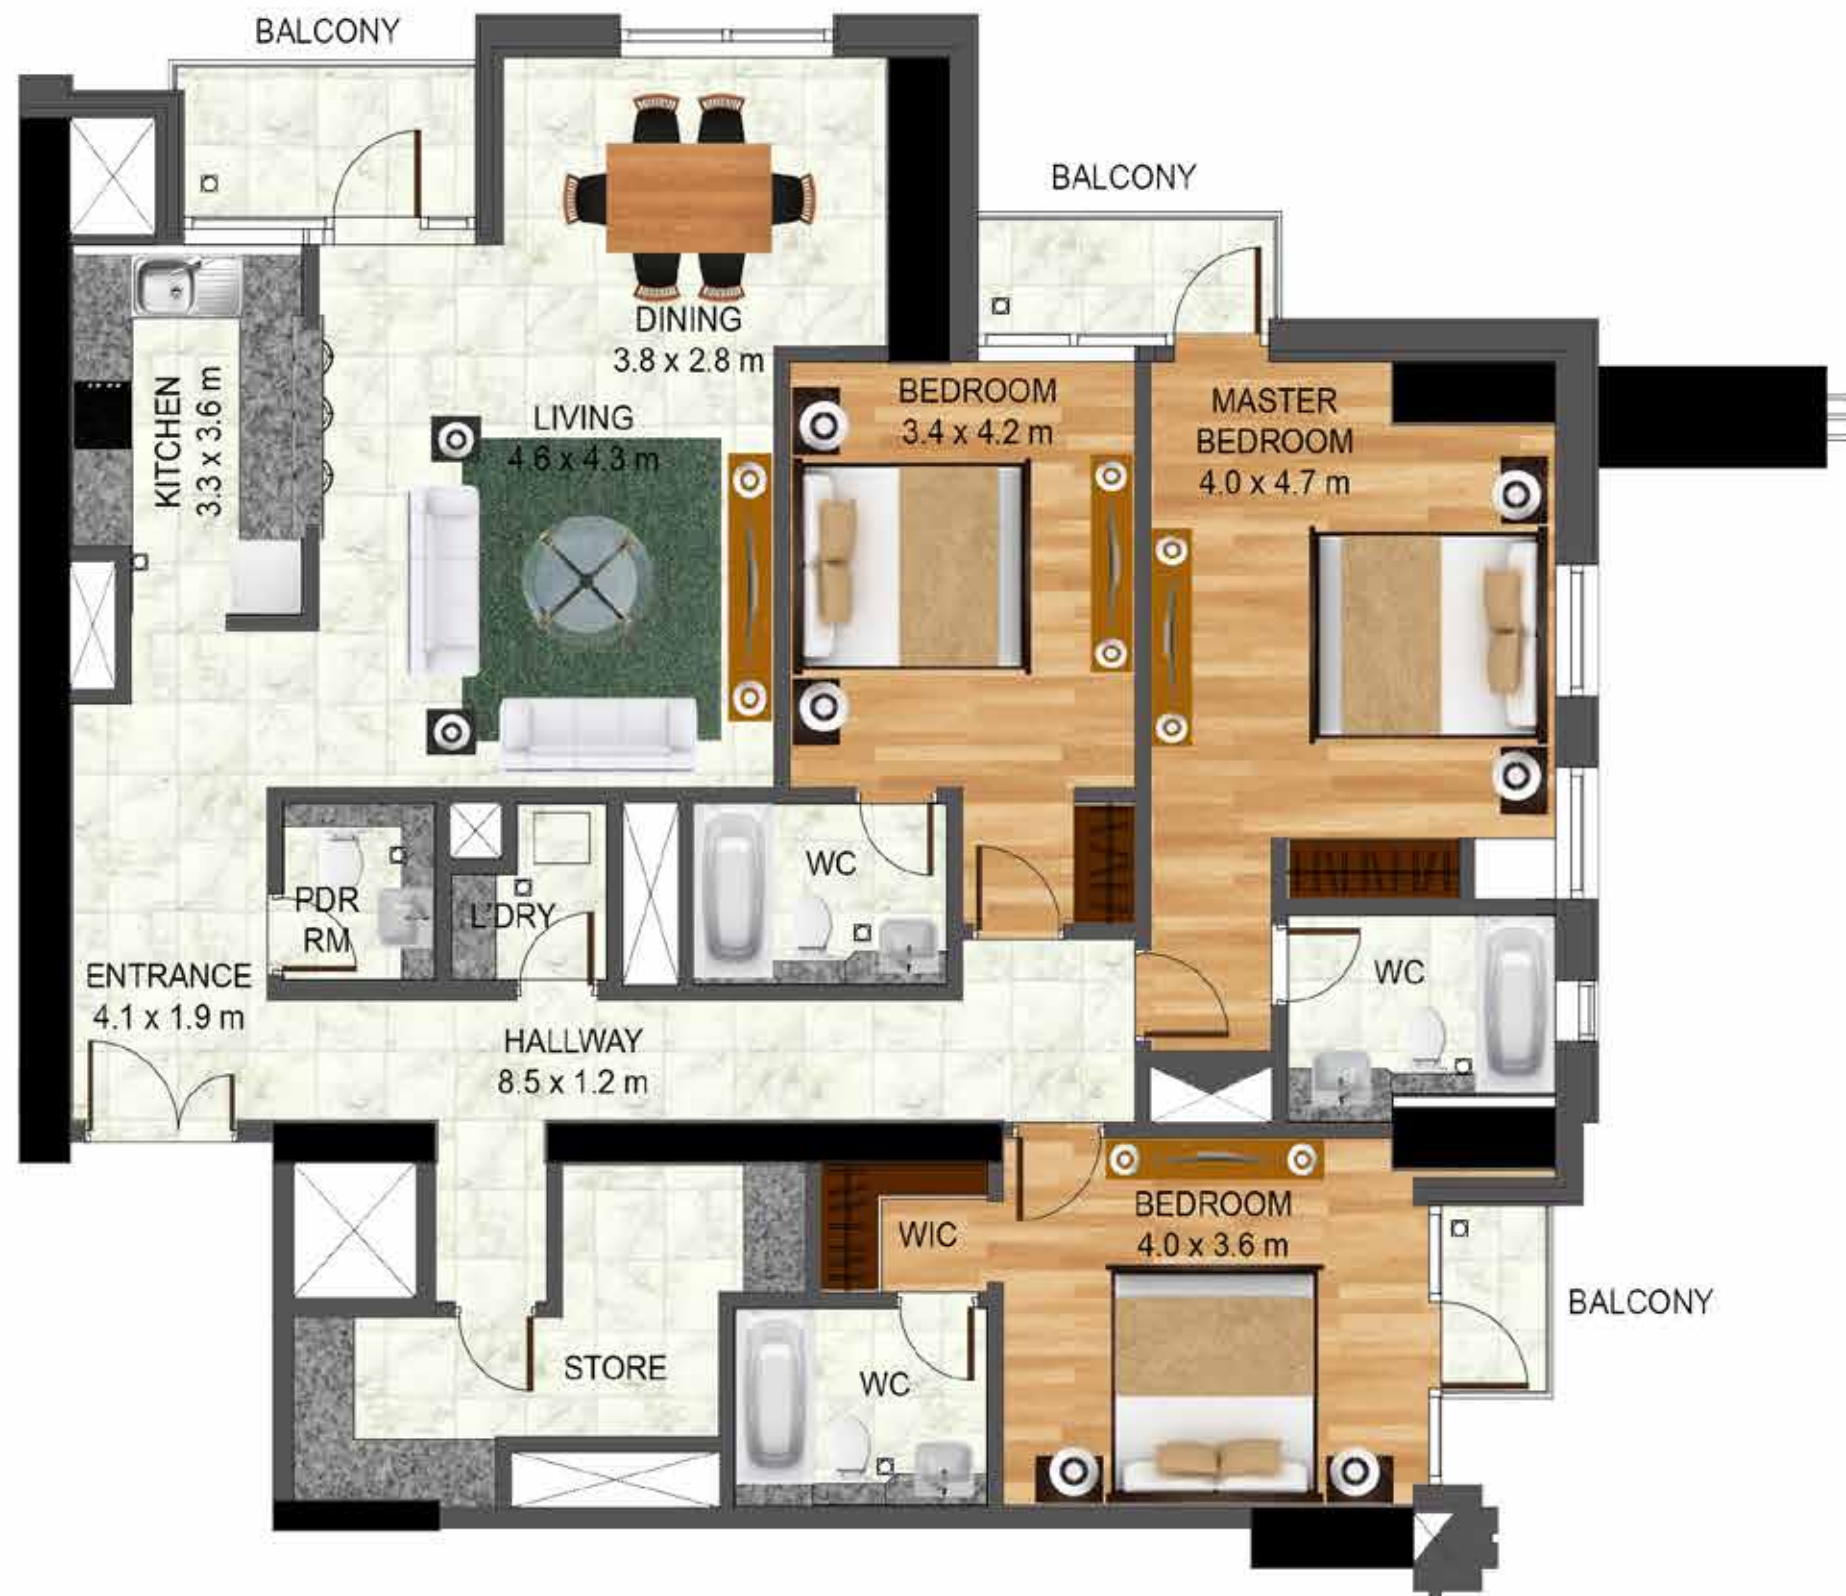 BALCONY
BALCONY
DINING
3.8 x 2.8 m
LIVING
4.6 x 4.3 m
KITCHEN
3.3 x 3.6 m
BEDROOM
3.4 x 4.2 m
MASTER
BEDROOM
4.0 x 4.7 m
PDR
RM
L'DRY
WC
WC
ENTRANCE
4.1 x 1.9 m
HALLWAY
8.5 x 1.2 m
WIC
BEDROOM
4.0 x 3.6 m
BALCONY
STORE
WC